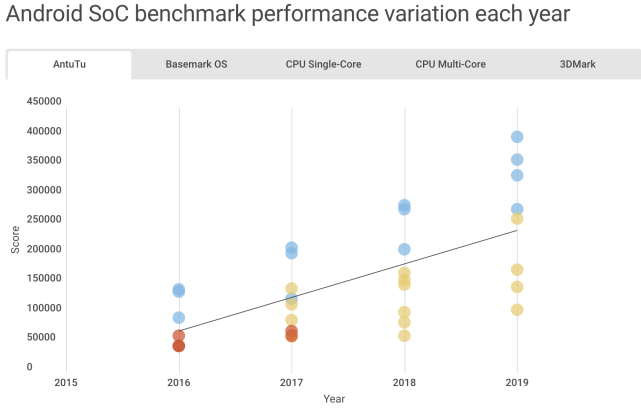 Android SoC benchmark performance variation each year
AntuTu Basemark OS CPU Single-Core CPU Multi-Core 3DMark
450000
400000
350000
300000
250000
200000
150000
100000
50000
0
Score
2015 2016 2017 2018 2019
Year